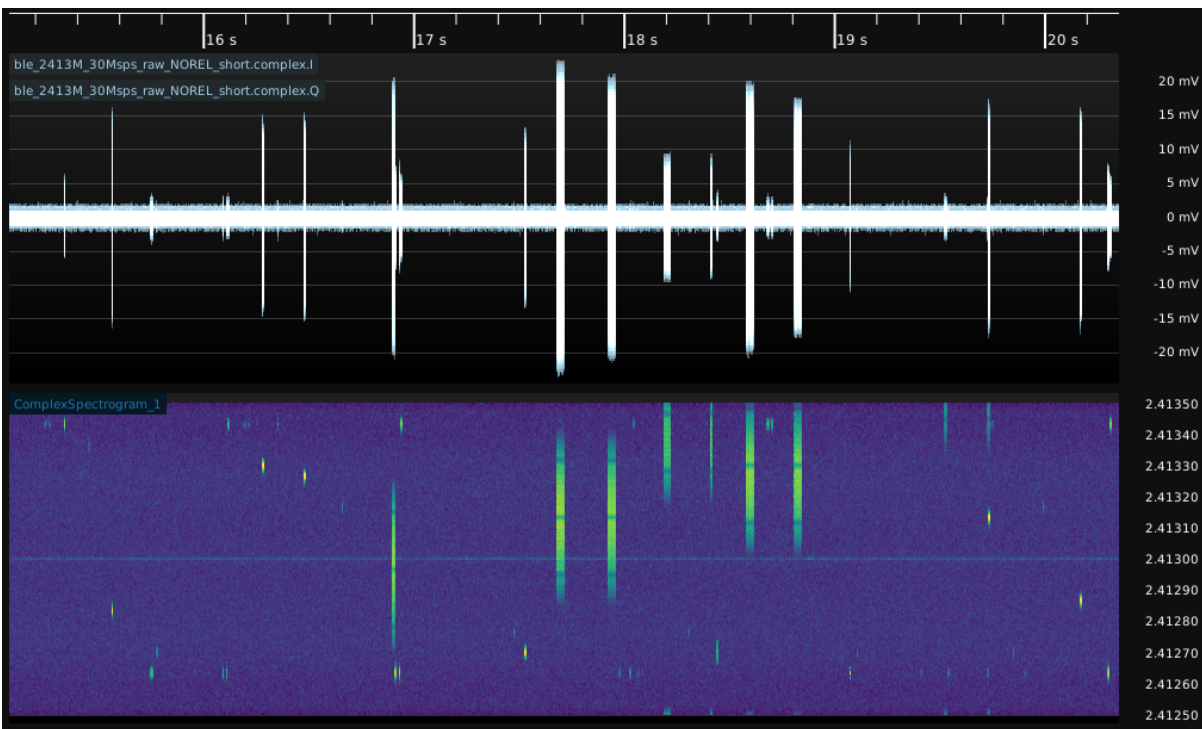 16 s
17 s
18 s
19 s
20 s
ble_2413M_30Msps_raw_NOREL_short.complex.I
ble_2413M_30Msps_raw_NOREL_short.complex.Q
20 mV
15 mV
10 mV
5 mV
0 mV
-5 mV
-10 mV
-15 mV
-20 mV
ComplexSpectrogram_1
2.41350
2.41340
2.41330
2.41320
2.41310
2.41300
2.41290
2.41280
2.41270
2.41260
2.41250